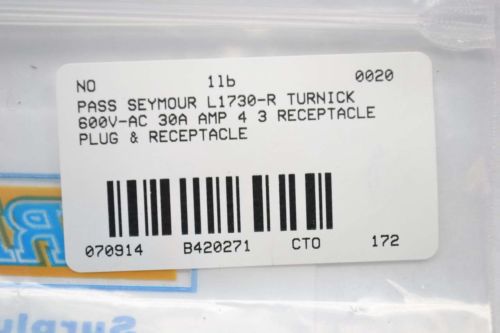 NO 1lb 0020
PASS SEYMOUR L1730-R TURNICK
600V-AC 30A AMP 4 3 RECEPTACLE
PLUG & RECEPTACLE
070914 B420271 CTO 172